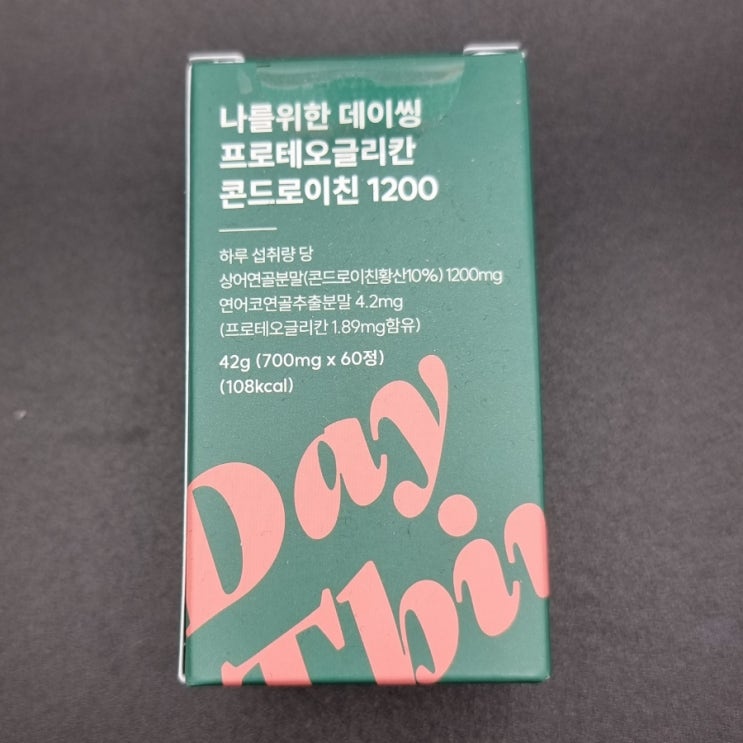 나를위한 데이씽
프로테오글리칸
콘드로이친 1200
하루 섭취량 당
상어연골분말(콘드로이친황산10%) 1200mg
연어코연골추출분말 4.2mg
(프로테오글리칸 1.89mg함유)
42g (700mg x 60정)
(108kcal)
Day
Thin